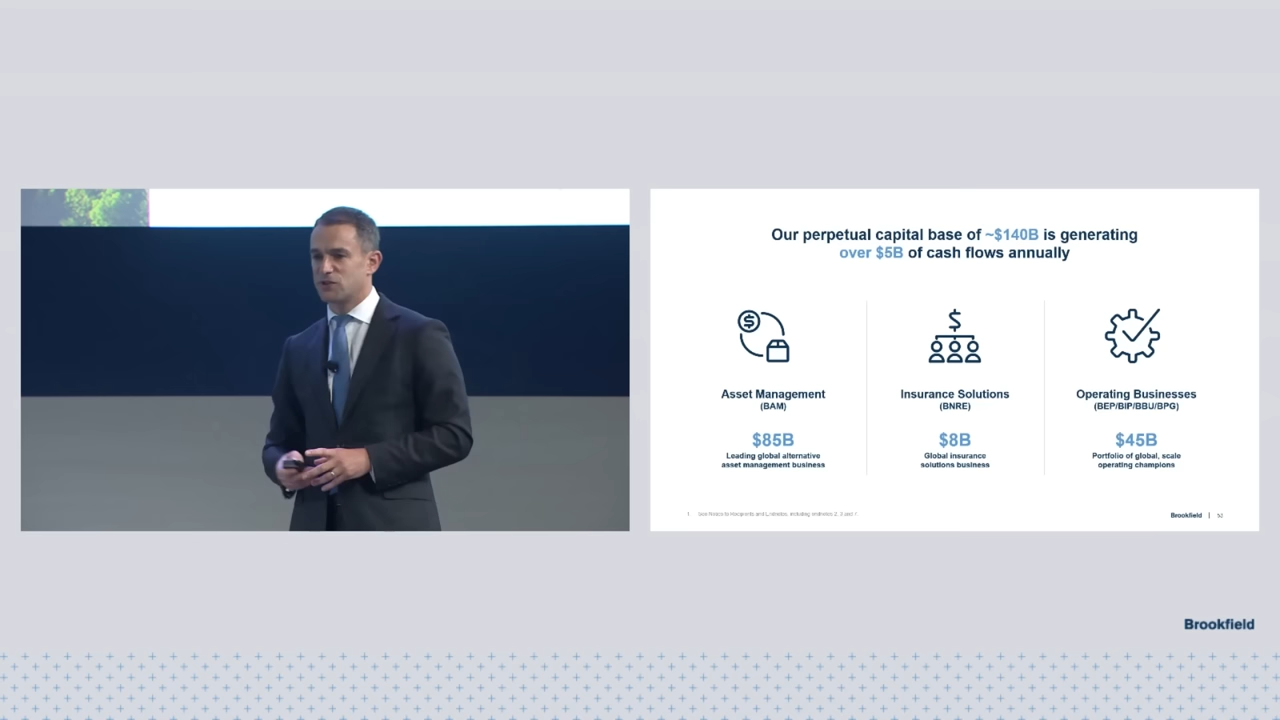 Our perpetual capital base of ~$140B is generating
over $5B of cash flows annually
Asset Management
(BAM)
$85B
Leading global alternative
asset management business
Insurance Solutions
(BNRE)
$8B
Global insurance
solutions business
Operating Businesses
(BEP/BIP/BBU/BPG)
$45B
Portfolio of global, scale
operating champions
Brookfield |
Brookfield